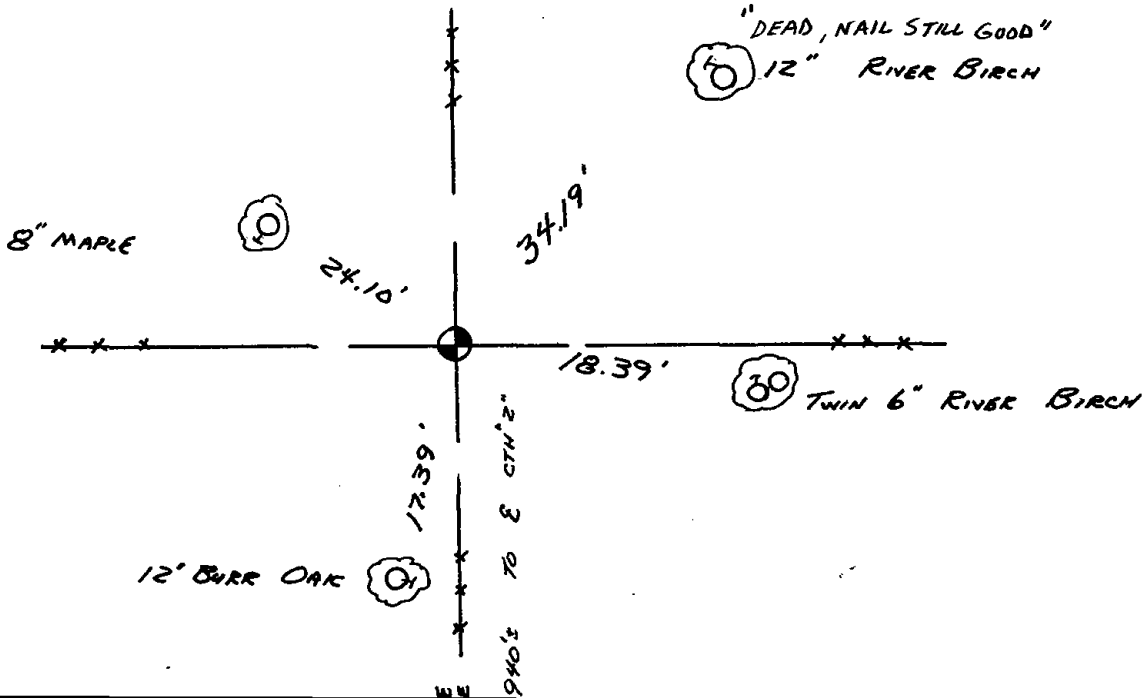 "DEAD, NAIL STILL GOOD"
12" RIVER BIRCH
34.19'
8" MAPLE
24.10'
18.39'
TWIN 6" RIVER BIRCH
17.39'
940'± TO ℄ CTH "Z"
12" BURR OAK